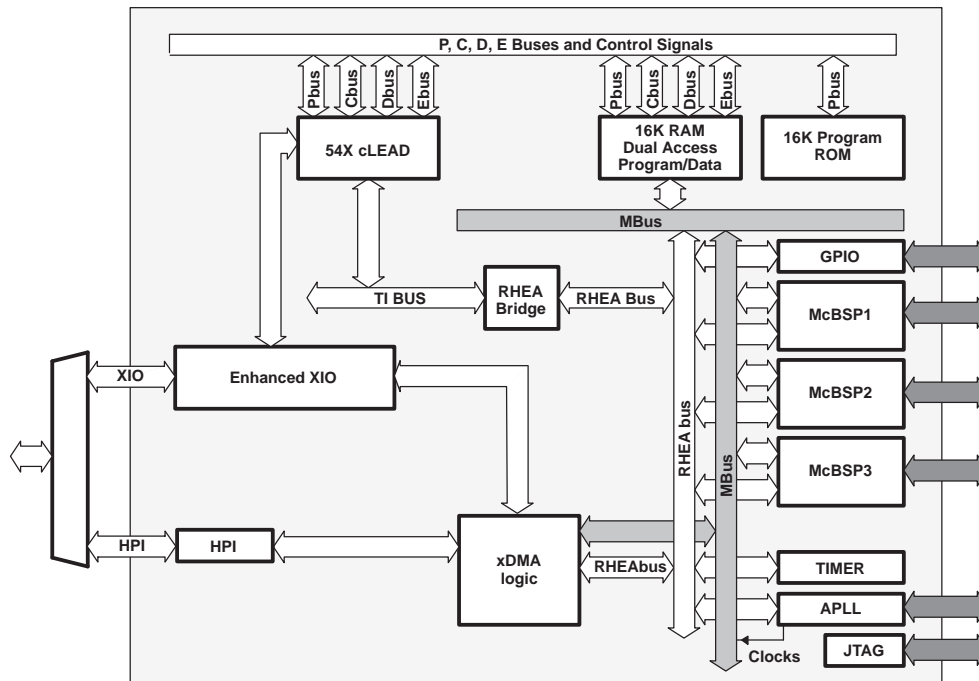 P, C, D, E Buses and Control Signals
Pbus
Cbus
Dbus
Ebus
Pbus
Cbus
Dbus
Ebus
Pbus
54X cLEAD
16K RAM
Dual Access
Program/Data
16K Program
ROM
MBus
GPIO
TI BUS
RHEA
Bridge
RHEA Bus
McBSP1
XIO
Enhanced XIO
McBSP2
RHEA bus
MBus
McBSP3
HPI
HPI
xDMA
logic
RHEAbus
TIMER
APLL
Clocks
JTAG